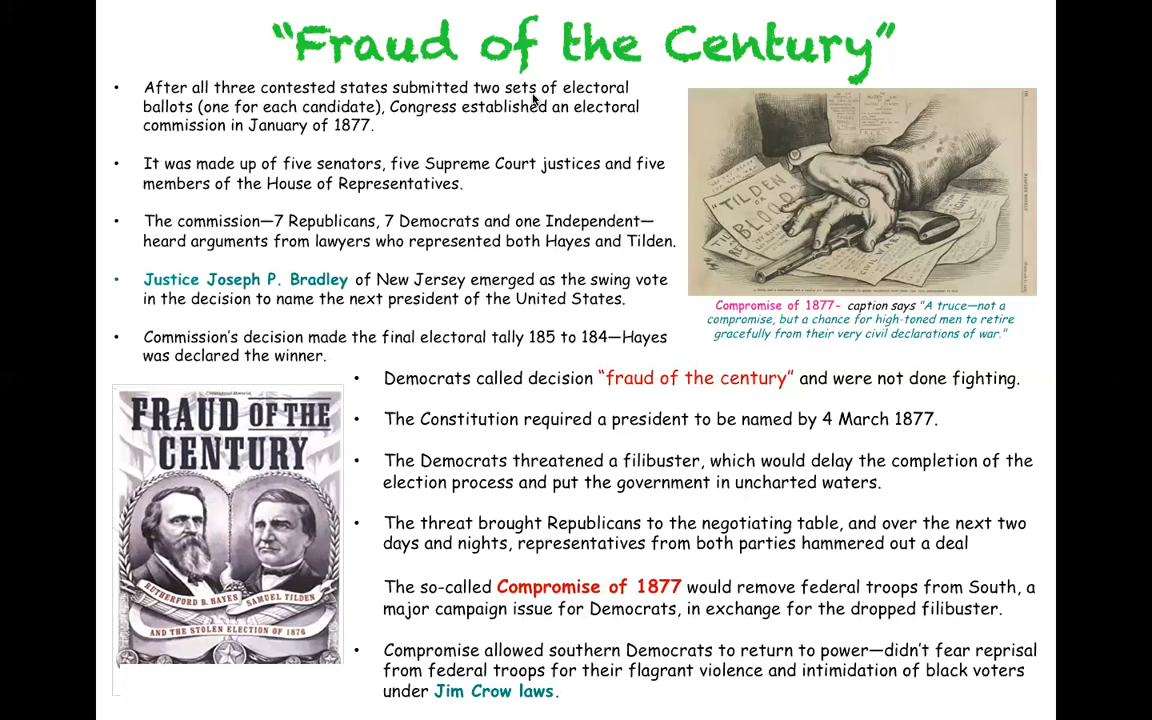 “Fraud of the Century”
• After all three contested states submitted two sets of electoral
ballots (one for each candidate), Congress established an electoral
commission in January of 1877.
• It was made up of five senators, five Supreme Court justices and five
members of the House of Representatives.
• The commission—7 Republicans, 7 Democrats and one Independent—
heard arguments from lawyers who represented both Hayes and Tilden.
• Justice Joseph P. Bradley of New Jersey emerged as the swing vote
in the decision to name the next president of the United States.
• Commission’s decision made the final electoral tally 185 to 184—Hayes
was declared the winner.
"TILDEN
OR
BLOOD
CIVIL WAR
Compromise of 1877- caption says "A truce—not a
compromise, but a chance for high-toned men to retire
gracefully from their very civil declarations of war."
FRAUD OF THE
CENTURY
RUTHERFORD B. HAYES SAMUEL TILDEN
AND THE STOLEN ELECTION OF 1876
• Democrats called decision “fraud of the century” and were not done fighting.
• The Constitution required a president to be named by 4 March 1877.
• The Democrats threatened a filibuster, which would delay the completion of the
election process and put the government in uncharted waters.
• The threat brought Republicans to the negotiating table, and over the next two
days and nights, representatives from both parties hammered out a deal
The so-called Compromise of 1877 would remove federal troops from South, a
major campaign issue for Democrats, in exchange for the dropped filibuster.
• Compromise allowed southern Democrats to return to power—didn’t fear reprisal
from federal troops for their flagrant violence and intimidation of black voters
under Jim Crow laws.